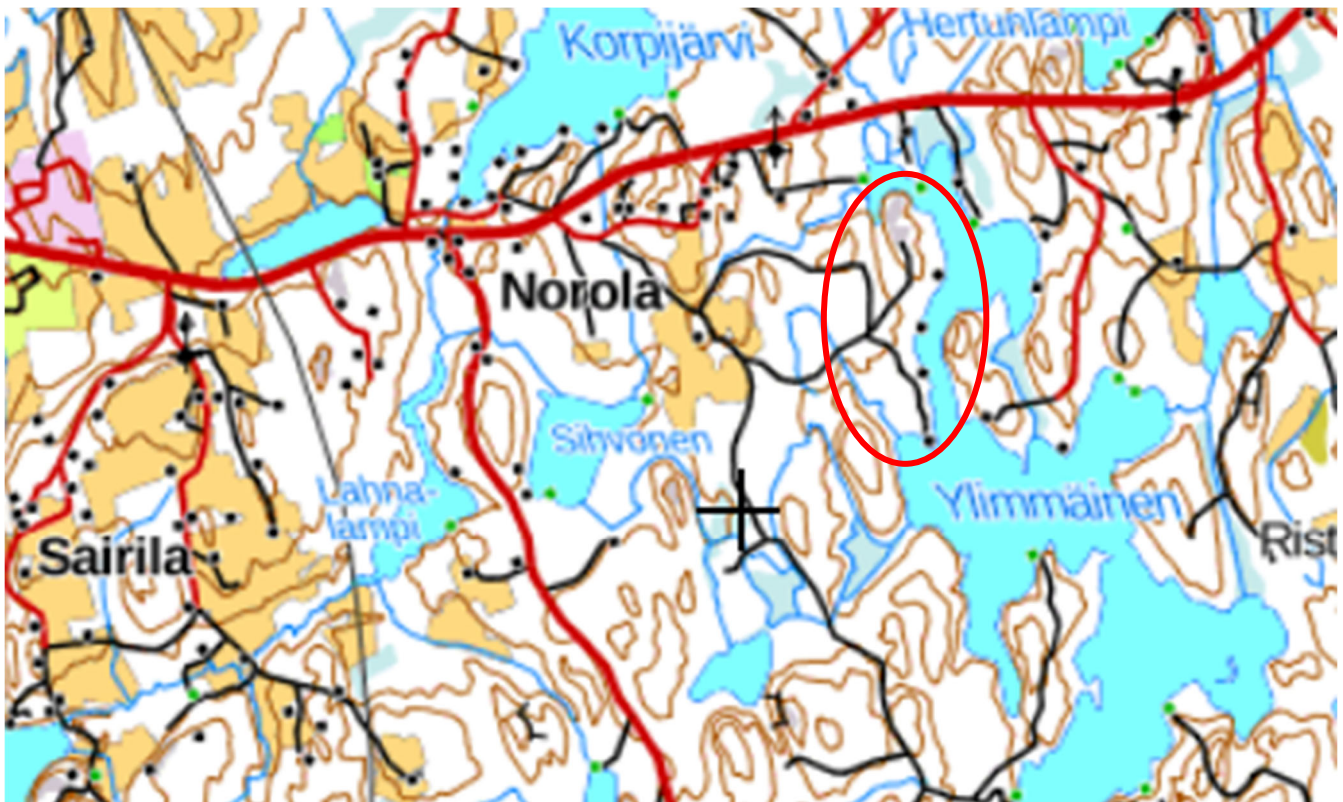 Korpijärvi
Hertunlampi
Norola
Sihvonen
Lahna-
lampi
Ylimmäinen
Sairila
Rist